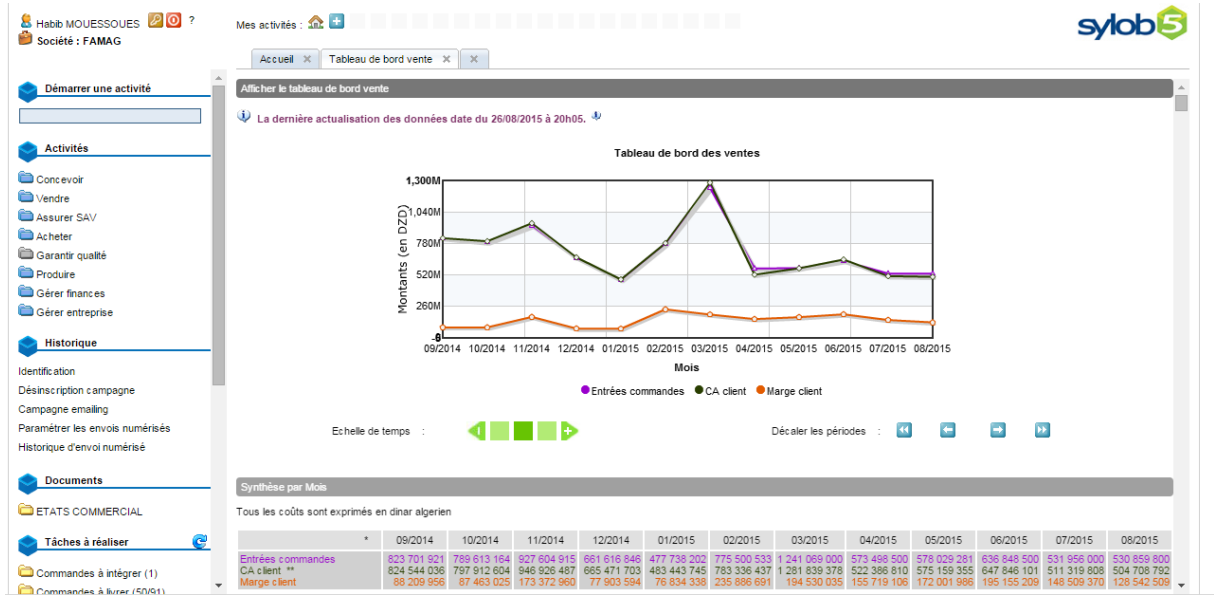 Habib MOUESSOUES ?
Société : FAMAG
Mes activités :
sylob5
Accueil
Tableau de bord vente
Démarrer une activité
Activités
Concevoir
Vendre
Assurer SAV
Acheter
Garantir qualité
Produire
Gérer finances
Gérer entreprise
Historique
Identification
Désinscription campagne
Campagne emailing
Paramétrer les envois numérisés
Historique d'envoi numérisé
Documents
ETATS COMMERCIAL
Tâches à réaliser
Commandes à intégrer (1)
Commandes à livrer (50/91)
Afficher le tableau de bord vente
La dernière actualisation des données date du 26/08/2015 à 20h05.
Tableau de bord des ventes
Montants (en DZD)
1,300M
1,040M
780M
520M
260M
09/2014 10/2014 11/2014 12/2014 01/2015 02/2015 03/2015 04/2015 05/2015 06/2015 07/2015 08/2015
Mois
Entrées commandes CA client Marge client
Echelle de temps :
Décaler les périodes :
Synthèse par Mois
Tous les coûts sont exprimés en dinar algerien
* 09/2014 10/2014 11/2014 12/2014 01/2015 02/2015 03/2015 04/2015 05/2015 06/2015 07/2015 08/2015
Entrées commandes 823 701 921 789 613 164 927 604 915 661 616 846 477 738 202 775 500 533 1 241 069 000 573 498 500 578 029 281 636 848 500 531 956 000 530 859 800
CA client ** 824 544 036 797 912 604 946 926 487 665 471 703 483 443 745 783 336 437 1 281 839 378 522 386 810 575 159 355 647 846 101 511 319 808 504 708 792
Marge client 88 209 956 87 463 025 173 372 960 77 903 594 76 834 338 235 886 691 194 530 035 155 719 106 172 001 986 195 155 209 148 509 370 128 542 509